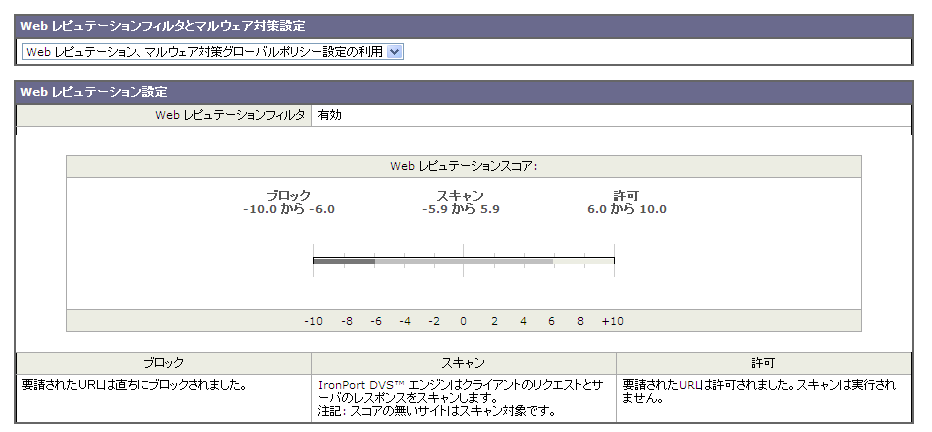 Web レピュテーションフィルタとマルウェア対策設定
Web レピュテーション、マルウェア対策グローバルポリシー設定の利用
Web レピュテーション設定
Web レピュテーションフィルタ 有効
Web レピュテーションスコア:
ブロック スキャン 許可
-10.0 から -6.0 -5.9 から 5.9 6.0 から 10.0
-10 -8 -6 -4 -2 0 2 4 6 8 +10
ブロック スキャン 許可
要請されたURLは直ちにブロックされました。
IronPort DVS™ エンジンはクライアントのリクエストとサ
ーバのレスポンスをスキャンします。
注記: スコアの無いサイトはスキャン対象です。
要請されたURLは許可されました。スキャンは実行され
ません。